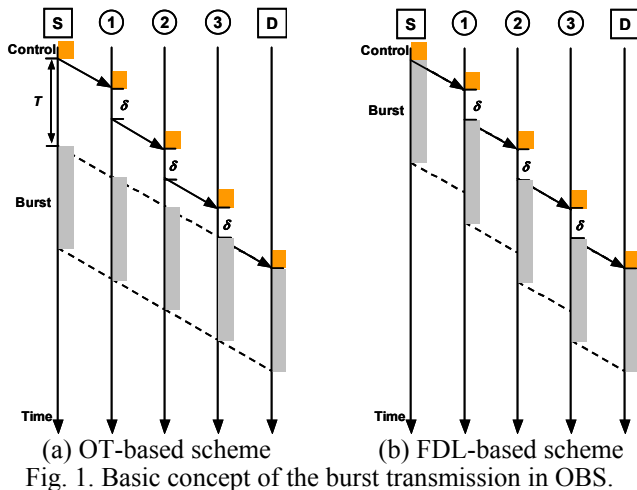 S 1 2 3 D
Control
T
δ
δ
δ
Burst
Time
(a) OT-based scheme
S 1 2 3 D
Control
Burst
δ
δ
δ
Time
(b) FDL-based scheme
Fig. 1. Basic concept of the burst transmission in OBS.